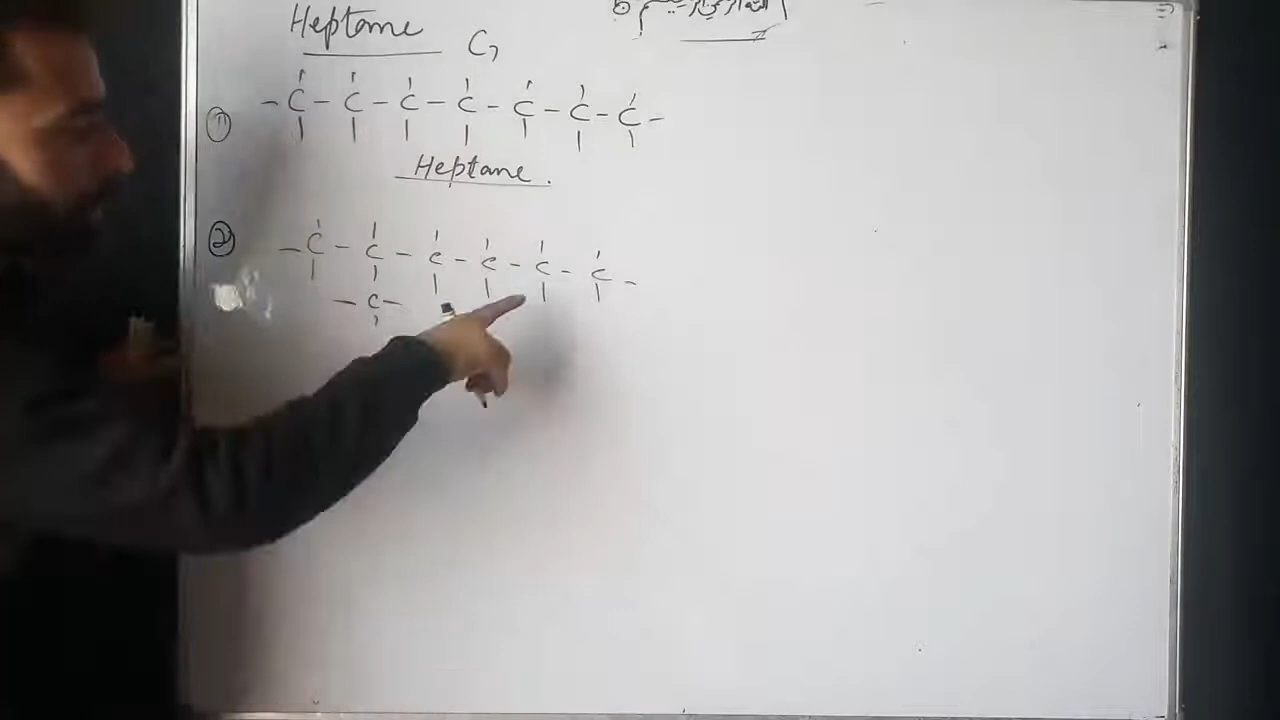 Heptane C7
① - C - C - C - C - C - C - C -
Heptane.
② - C - C - C - C - C - C -
- C -